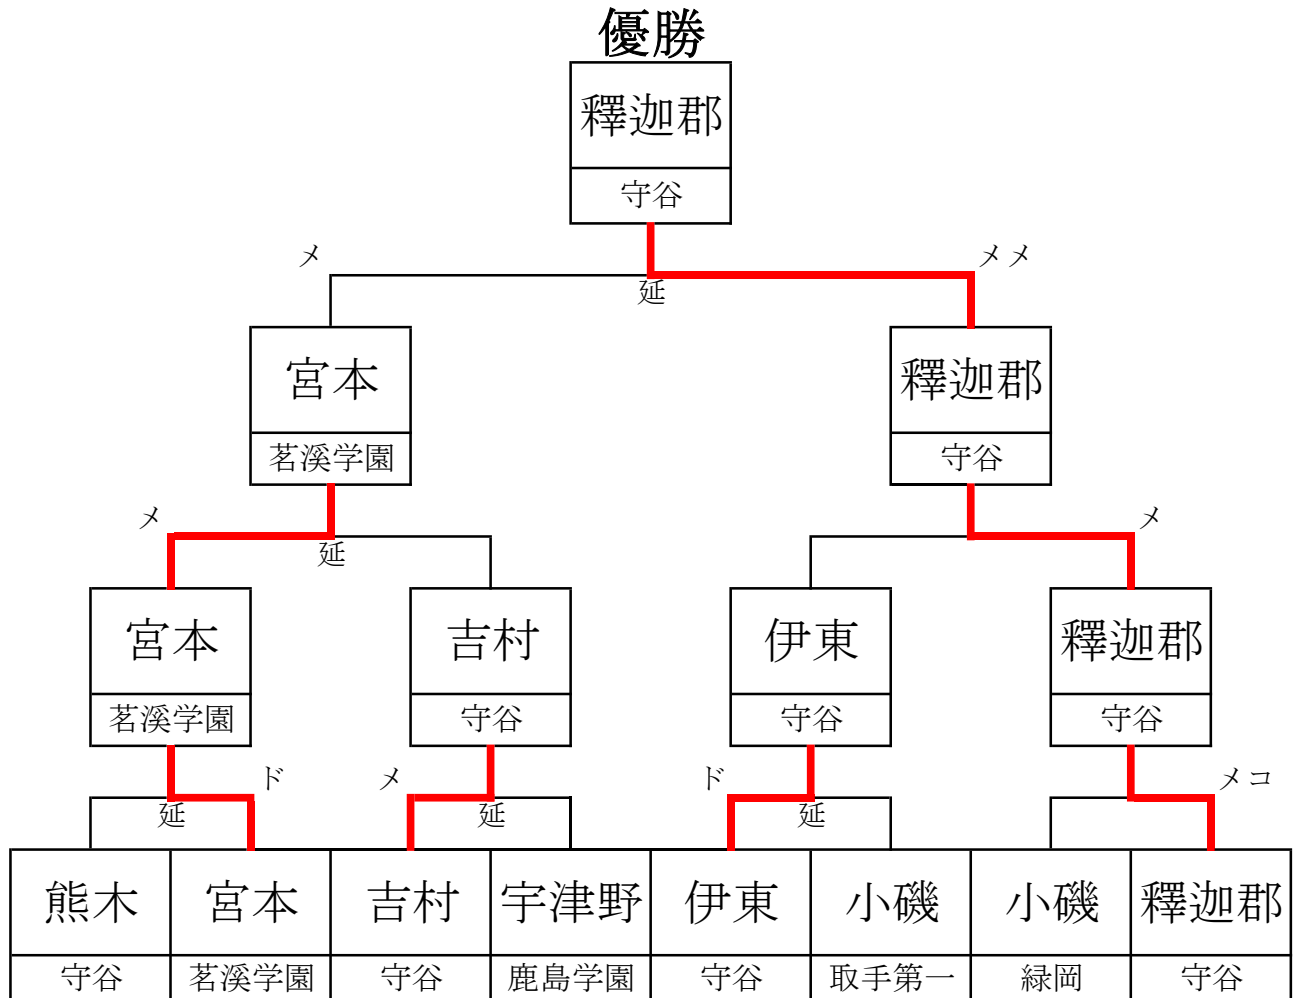 優勝
釋迦郡
守谷
メ
メメ
延
宮本
釋迦郡
茗溪学園
守谷
メ
メ
延
宮本
吉村
伊東
釋迦郡
茗溪学園
守谷
守谷
守谷
ド
メ
ド
メコ
延
延
延
熊木
宮本
吉村
宇津野
伊東
小磯
小磯
釋迦郡
守谷
茗溪学園
守谷
鹿島学園
守谷
取手第一
緑岡
守谷